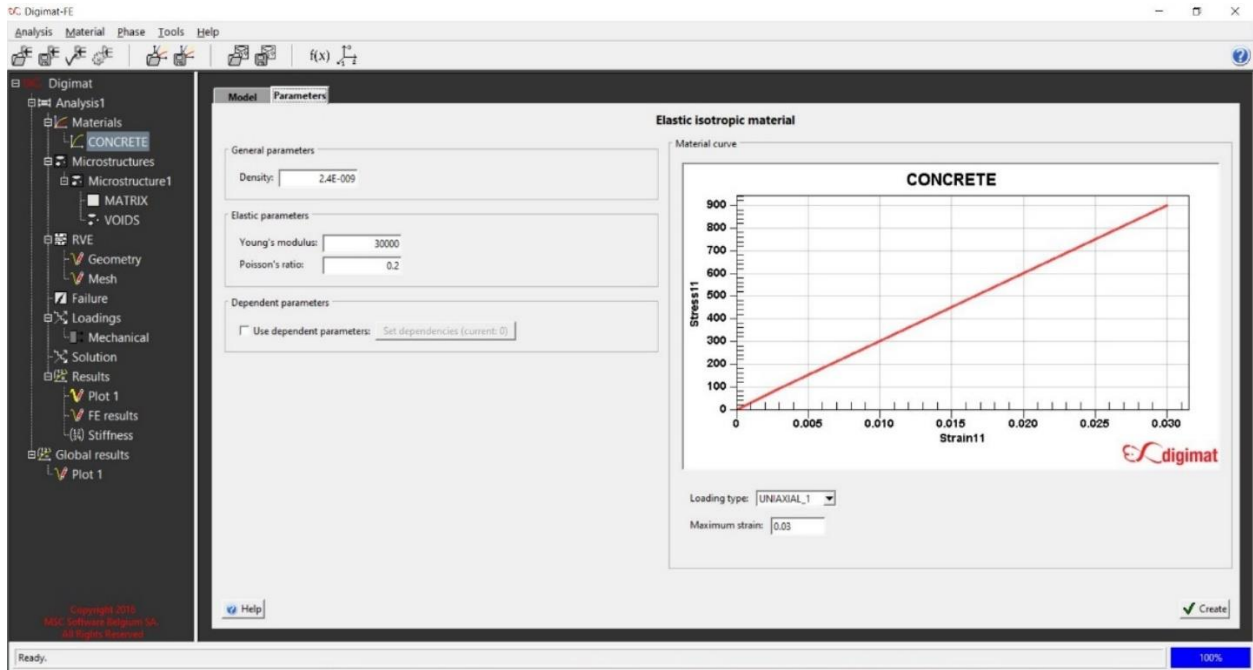 Digimat-FE
Analysis Material Phase Tools Help
f(x)
Digimat
Analysis1
Materials
CONCRETE
Microstructures
Microstructure1
MATRIX
VOIDS
RVE
Geometry
Mesh
Failure
Loadings
Mechanical
Solution
Results
Plot 1
FE results
Stiffness
Global results
Plot 1
Copyright 2016
MSC Software Belgium SA
All Rights Reserved
Model Parameters
Elastic isotropic material
General parameters
Density: 2.4E-009
Elastic parameters
Young's modulus: 30000
Poisson's ratio: 0.2
Dependent parameters
Use dependent parameters: Set dependencies (current: 0)
Material curve
CONCRETE
900
800
700
600
500
400
300
200
100
0
Stress11
0 0.005 0.010 0.015 0.020 0.025 0.030
Strain11
digimat
Loading type: UNIAXIAL_1
Maximum strain: 0.03
Help
Create
Ready.
100%